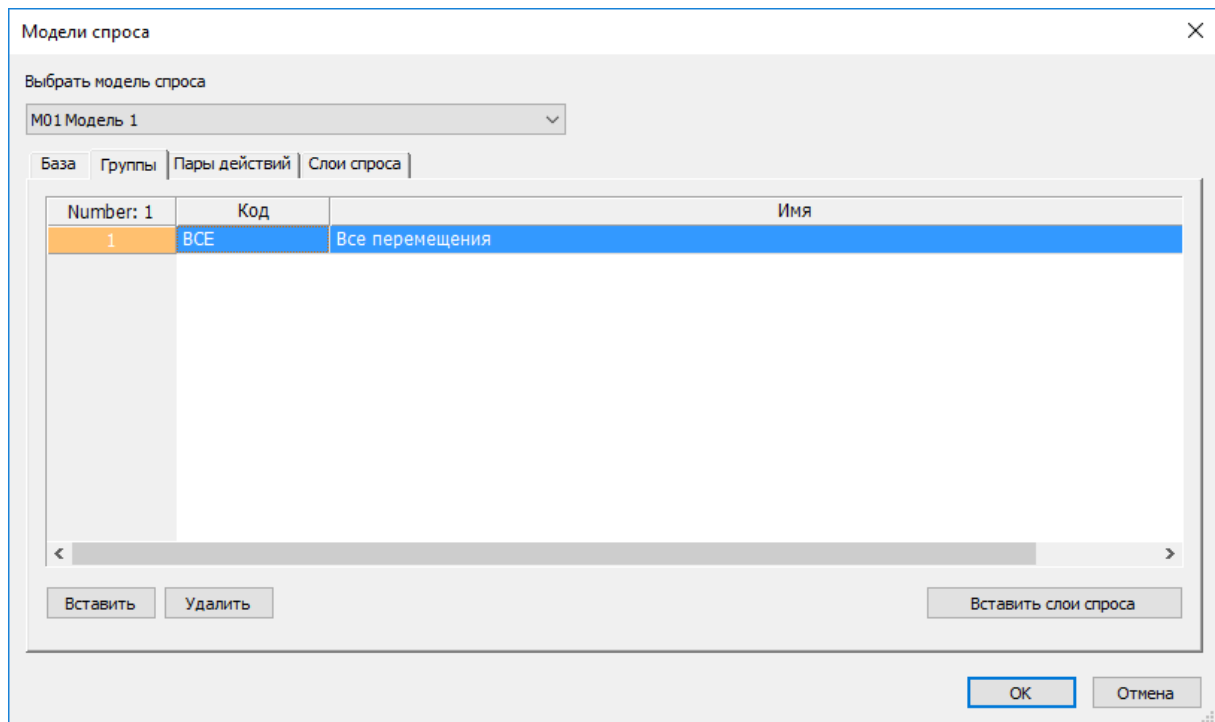 Модели спроса
Выбрать модель спроса
M01 Модель 1
База Группы Пары действий Слои спроса
Number: 1 Код Имя
1 ВСЕ Все перемещения
Вставить Удалить Вставить слои спроса
OK Отмена